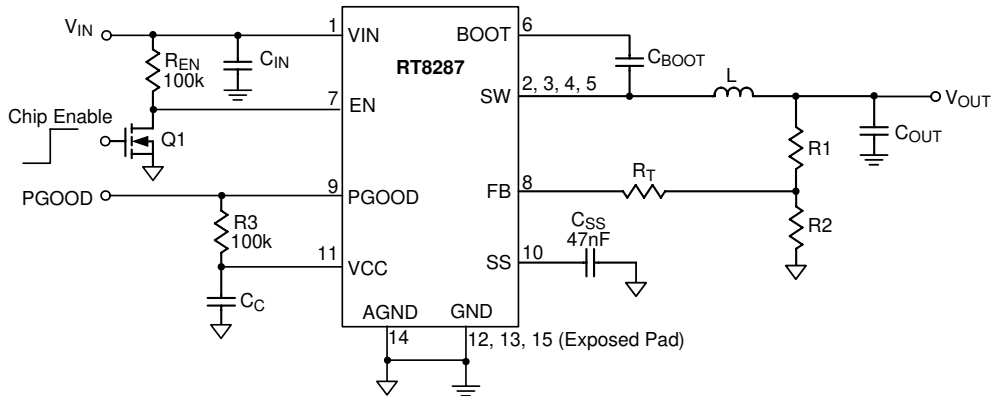 VIN
1
VIN
BOOT
6
REN
100k
CIN
RT8287
CBOOT
7
EN
SW
2, 3, 4, 5
L
VOUT
Chip Enable
Q1
COUT
R1
PGOOD
9
PGOOD
FB
8
RT
R3
100k
R2
CSS
47nF
11
VCC
SS
10
CC
AGND
GND
14
12, 13, 15 (Exposed Pad)